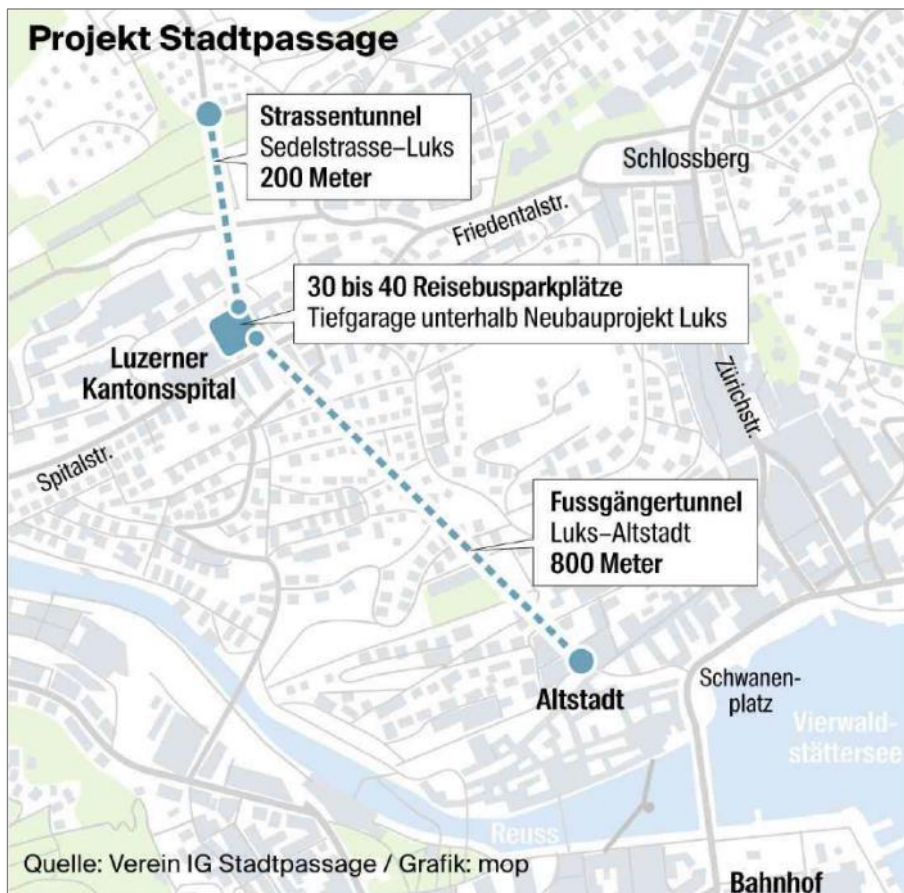 Projekt Stadtpassage
Strassentunnel
Sedelstrasse–Luks
200 Meter
Schlossberg
Friedentalstr.
30 bis 40 Reisebusparkplätze
Tiefgarage unterhalb Neubauprojekt Luks
Luzerner
Kantonsspital
Zürichstr.
Spitalstr.
Fussgängertunnel
Luks–Altstadt
800 Meter
Altstadt
Schwanen-
platz
Vierwald-
stättersee
Reuss
Quelle: Verein IG Stadtpassage / Grafik: mop
Bahnhof